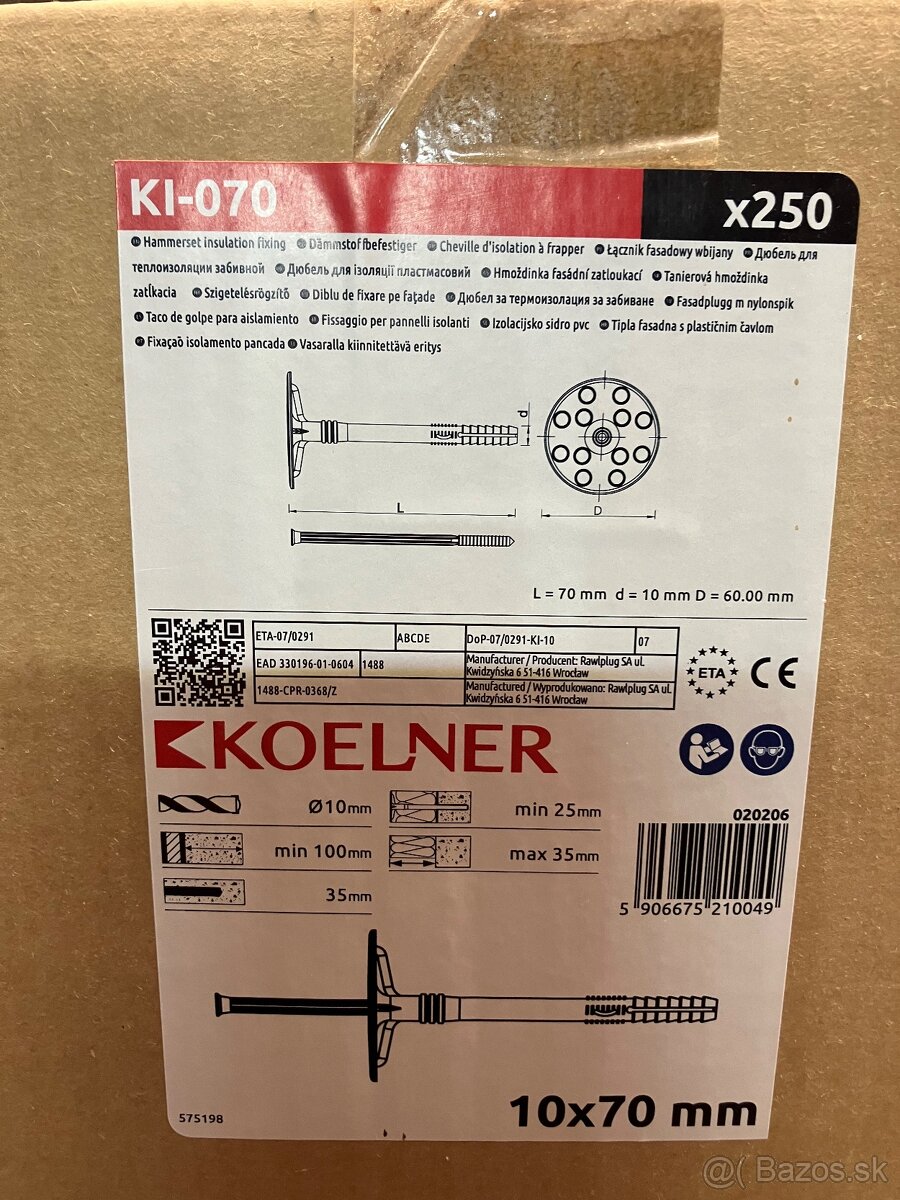 KI-070
x250
Hammerset insulation fixing Dämmstoffbefestiger Cheville d'isolation à frapper Łącznik fasadowy wbijany Дюбель для
теплоизоляции забивной Дюбель для ізоляції пластмасовий Hmoždinka fasádní zatloukací Tanierová hmoždinka
zatĺkacia Szigetelésrögzítő Diblu de fixare pe faţade Дюбел за термоизолация за забиване Fasadplugg m nylonspik
Taco de golpe para aislamiento Fissaggio per pannelli isolanti Izolacijsko sidro pvc Tipla fasadna s plastičnim čavlom
Fixaçaõ isolamento pancada Vasaralla kiinnitettävä eritys
d
L
D
L = 70 mm d = 10 mm D = 60.00 mm
ETA-07/0291 ABCDE DoP-07/0291-KI-10 07
EAD 330196-01-0604 1488 Manufacturer / Producent: Rawlplug SA ul.
Kwidzyńska 6 51-416 Wrocław
1488-CPR-0368/Z Manufactured / Wyprodukowano: Rawlplug SA ul.
Kwidzyńska 6 51-416 Wrocław
ETA CE
KOELNER
Ø10mm
min 25mm
min 100mm
max 35mm
35mm
020206
5 906675 210049
575198
10x70 mm
@( Bazos.sk